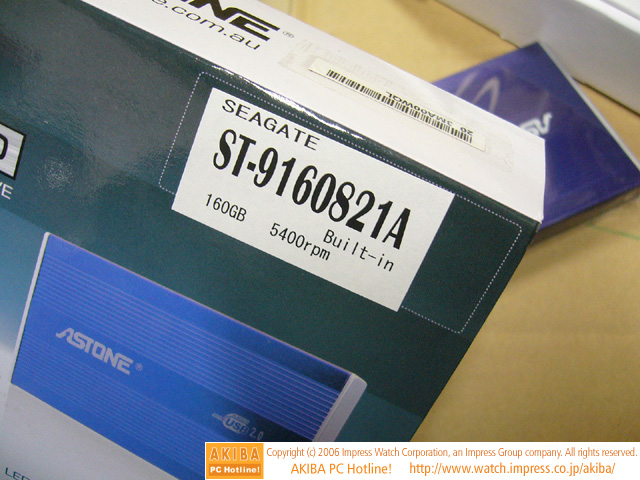 e.com.au
SEAGATE
ST-9160821A
160GB 5400rpm Built-in
ASTONE®
USB 2.0
LED
AKIBA
PC Hotline!
Copyright (c) 2006 Impress Watch Corporation, an Impress Group company. All rights reserved.
AKIBA PC Hotline! http://www.watch.impress.co.jp/akiba/